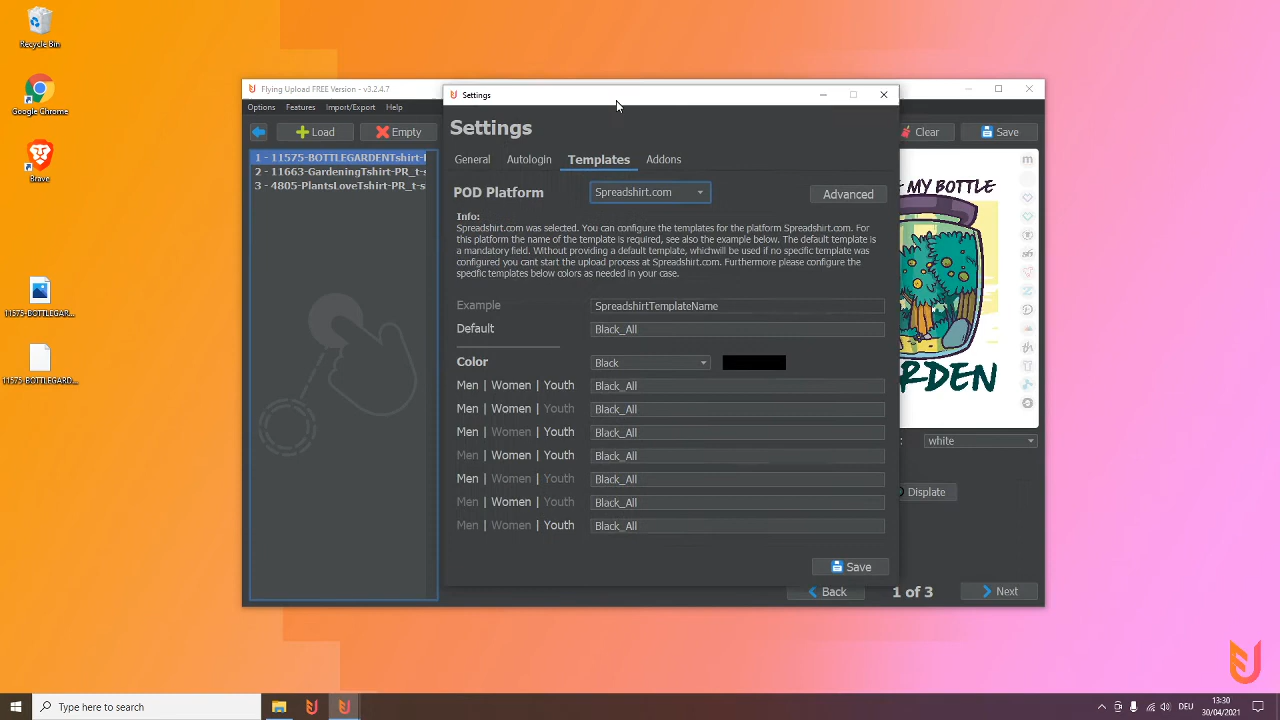 Recycle Bin
Google Chrome
Brave
11575-BOTTLEGAR...
11575-BOTTLEGARD...
Flying Upload FREE Version - v3.2.4.7
Options Features Import/Export Help
Load Empty
Clear Save
1 - 11575-BOTTLEGARDENTshirt-
2 - 11663-GardeningTshirt-PR_t-s
3 - 4805-PlantsLoveTshirt-PR_t-s
Settings
Settings
General Autologin Templates Addons
POD Platform Spreadshirt.com Advanced
Info:
Spreadshirt.com was selected. You can configure the templates for the platform Spreadshirt.com. For
this platform the name of the template is required, see also the example below. The default template is
a mandatory field. Without providing a default template, whichwill be used if no specific template was
configured you cant start the upload process at Spreadshirt.com. Furthermore please configure the
specific templates below colors as needed in your case.
Example SpreadshirtTemplateName
Default Black_All
Color Black
Men | Women | Youth Black_All
Men | Women | Youth Black_All
Men | Women | Youth Black_All
Men | Women | Youth Black_All
Men | Women | Youth Black_All
Men | Women | Youth Black_All
Men | Women | Youth Black_All
Save
MY BOTTLE
RDEN
: white
Displate
Back 1 of 3 Next
Type here to search
DEU
13:30
30/04/2021